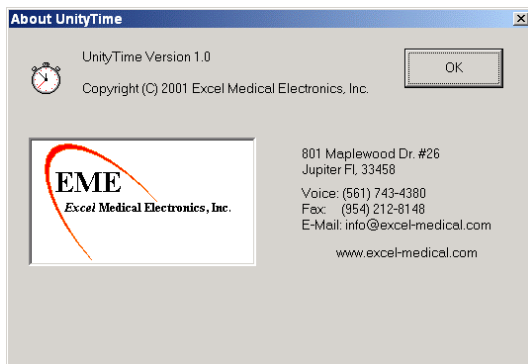 About UnityTime
UnityTime Version 1.0
OK
Copyright (C) 2001 Excel Medical Electronics, Inc.
EME
Excel Medical Electronics, Inc.
801 Maplewood Dr. #26
Jupiter Fl, 33458
Voice: (561) 743-4380
Fax: (954) 212-8148
E-Mail: info@excel-medical.com
www.excel-medical.com